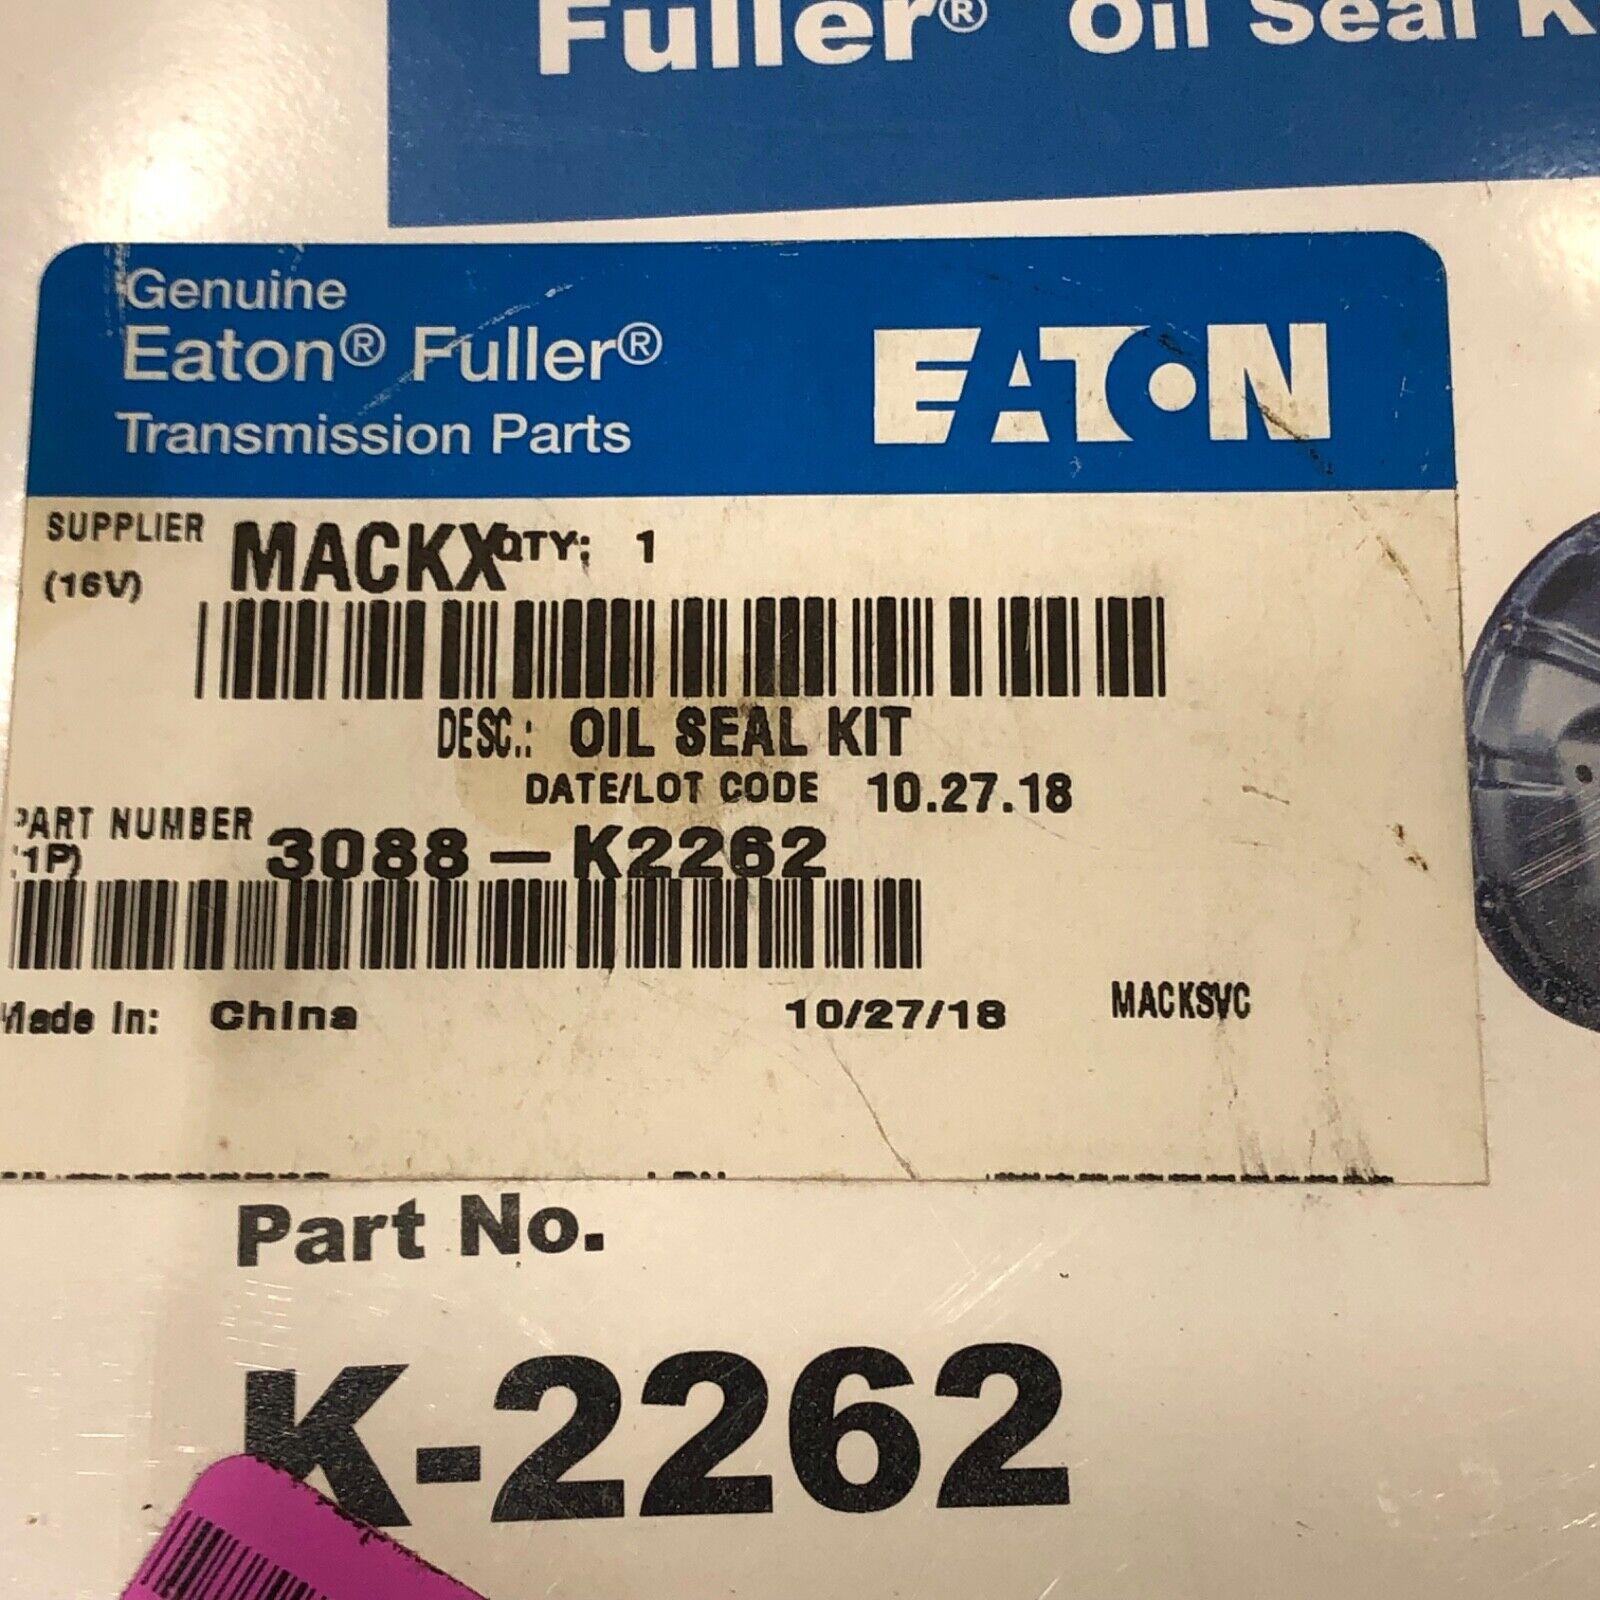 Fuller® Oil Seal K
Genuine
Eaton® Fuller®
Transmission Parts
EATON
SUPPLIER
(16V)
MACKX
QTY: 1
DESC.: OIL SEAL KIT
DATE/LOT CODE 10.27.18
PART NUMBER
(1P)
3088-K2262
Made In: China
10/27/18
MACKSVC
Part No.
K-2262